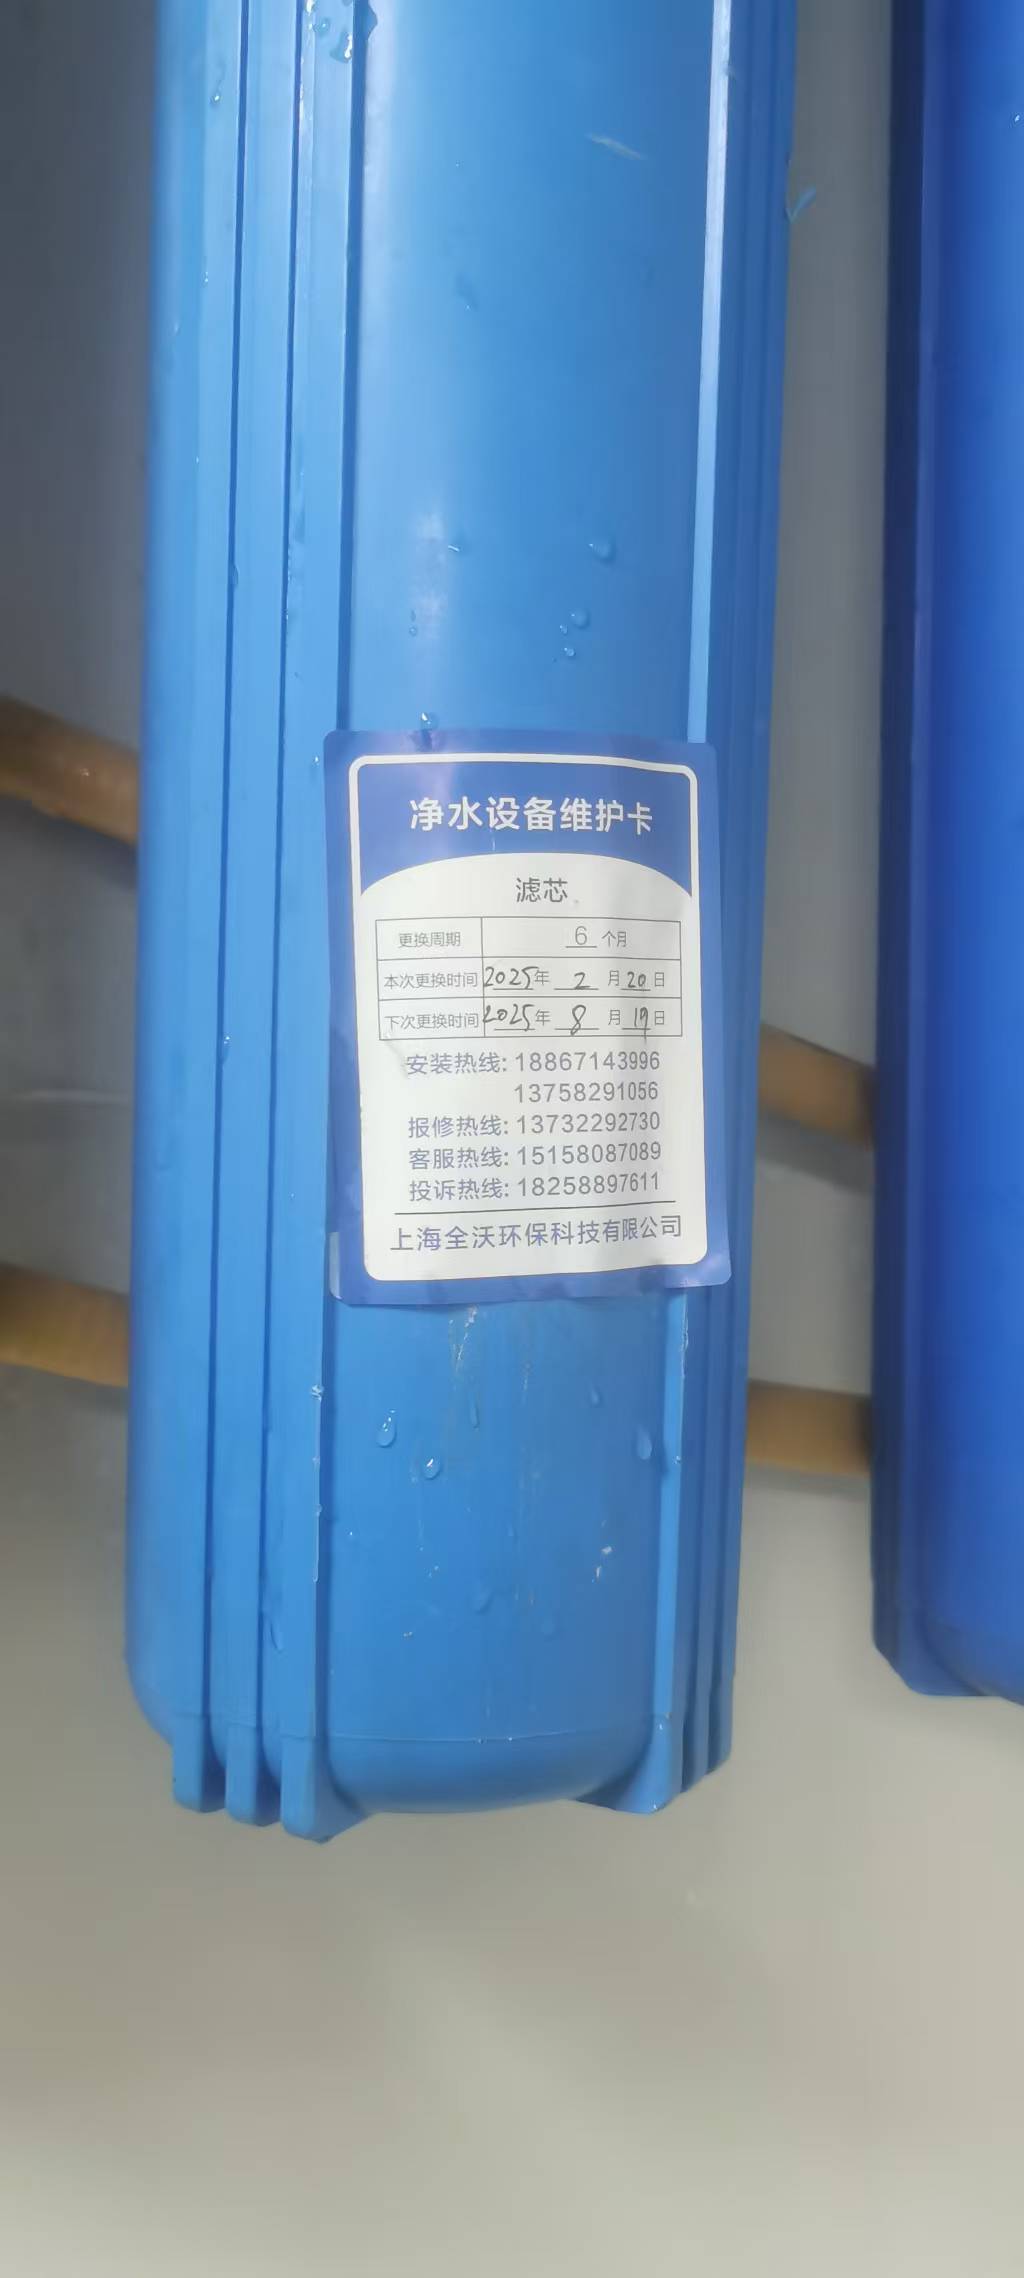 净水设备维护卡
滤芯
更换周期 6 个月
本次更换时间 2025年 2 月 20 日
下次更换时间 2025年 8 月 19 日
安装热线: 18867143996
13758291056
报修热线: 13732292730
客服热线: 15158087089
投诉热线: 18258897611
上海全沃环保科技有限公司